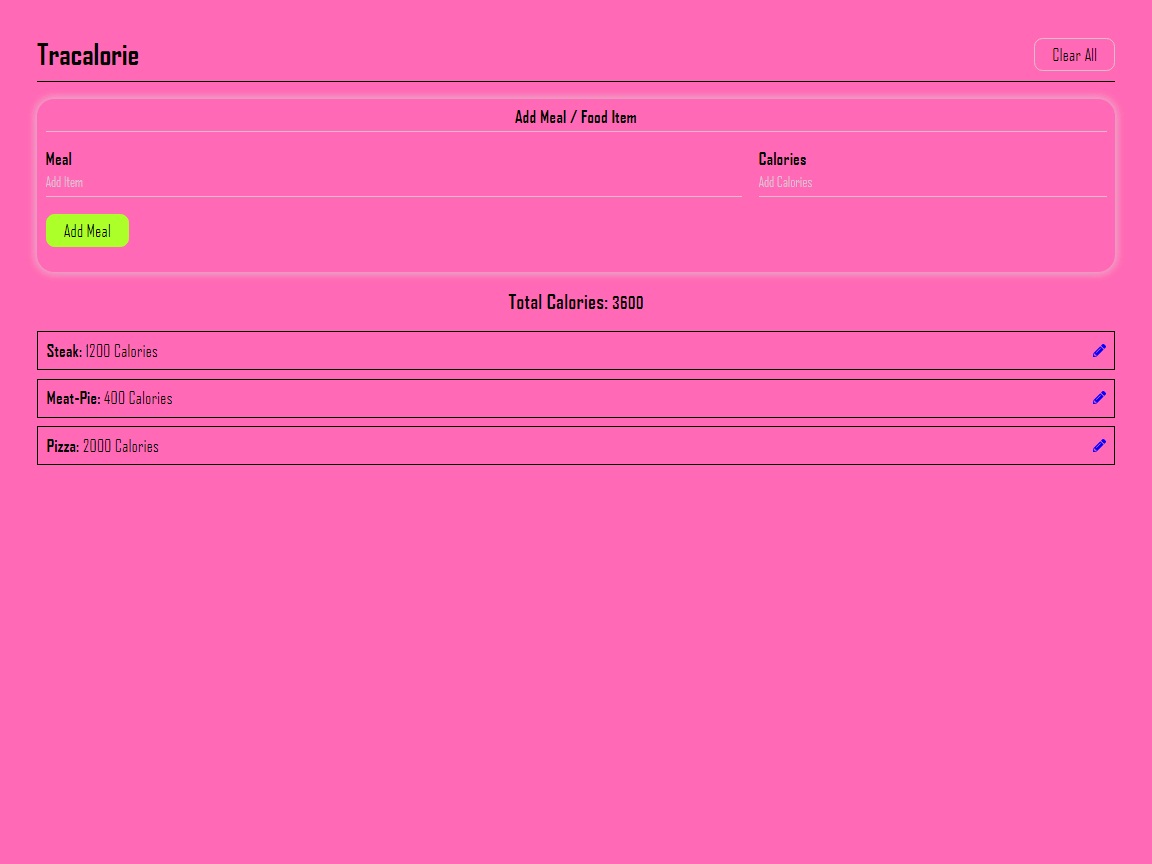 Tracalorie
Clear All
Add Meal / Food Item
Meal
Calories
Add Item
Add Calories
Add Meal
Total Calories: 3600
Steak: 1200 Calories
Meat-Pie: 400 Calories
Pizza: 2000 Calories